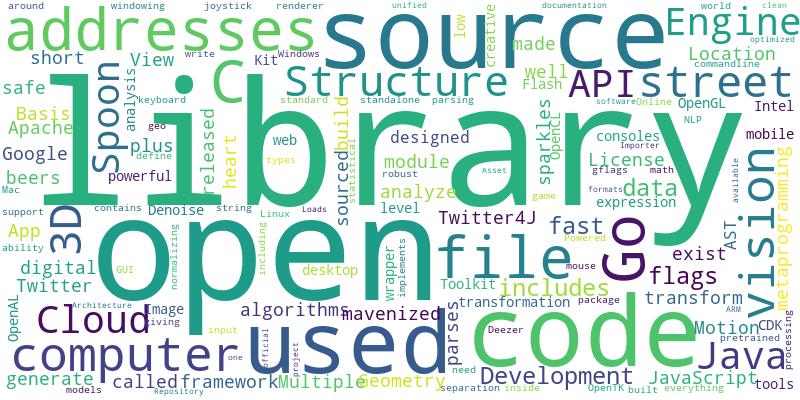 around windowing joystick renderer unified documentation world clean
addresses source low creative made Engine optimized
short Kit write Windows well Location
View Structure Flash API street
safe spoon analysis keyboard C standard standalone parsing software Online OpenGL Intel
Basis Apache geo library build sparkles OpenCL consoles NLP mobile
Google plus define released heart web sourced statistical designed License Importer gflags math
beers powerful types module robust Asset data formats available
Mac analyze game expression
support contains Denoise string Loads level Twitter4J fast Powered AST vision metaprogramming
App 3D Linux open wrapper implements file Go exist
ability digital GUI normalizing including desktop mouse flags
Twitter Toolkit includes
OpenAL Architecture Image algorithms mavenized transformation package transform ARM
Cloud giving input used parses Deezer code Motion CDK processing
computer one official project need Java pretrained
generate called framework Multiple Geometry Development JavaScript tools
models Repository separation inside OpenTK built everything